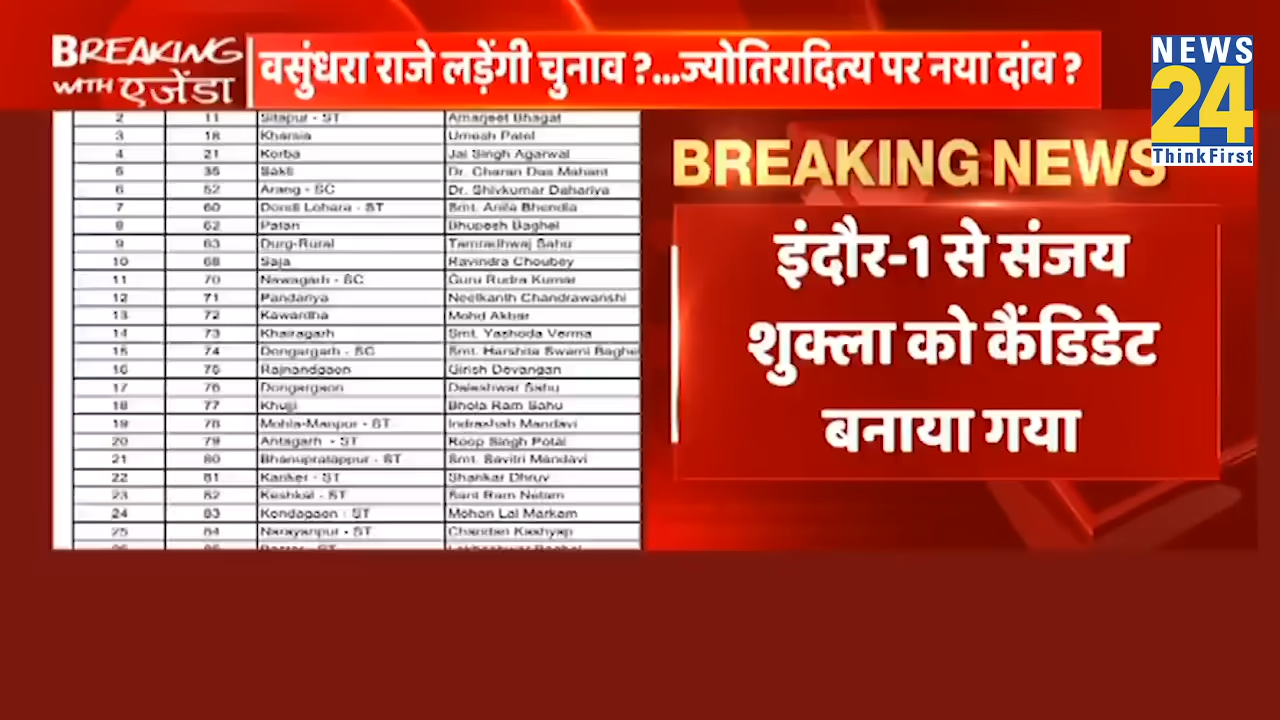 BREAKING
WITH एजेंडा
वसुंधरा राजे लड़ेंगी चुनाव ?...ज्योतिरादित्य पर नया दांव ?
NEWS
24
ThinkFirst
2 11 Sitapur - ST Amarjeet Bhagat
3 18 Kharsia Umesh Patel
4 21 Korba Jai Singh Agarwal
5 35 Sakti Dr. Charan Das Mahant
6 52 Arang - SC Dr. Shivkumar Dahariya
7 60 Dondi Lohara - ST Smt. Anila Bhendia
8 62 Patan Bhupesh Baghel
9 63 Durg-Rural Tamradhwaj Sahu
10 68 Saja Ravindra Choubey
11 70 Nawagarh - SC Guru Rudra Kumar
12 71 Pandariya Neelkanth Chandrawanshi
13 72 Kawardha Mohd Akbar
14 73 Khairagarh Smt. Yashoda Verma
15 74 Dongargarh - SC Smt. Harshita Swami Baghel
16 75 Rajnandgaon Girish Devangan
17 76 Dongargaon Daleshwar Sahu
18 77 Khujji Bhola Ram Sahu
19 78 Mohla-Manpur - ST Indrashah Mandavi
20 79 Antagarh - ST Roop Singh Potai
21 80 Bhanupratappur - ST Smt. Savitri Mandavi
22 81 Kanker - ST Shankar Dhruv
23 82 Keshkal - ST Sant Ram Netam
24 83 Kondagaon - ST Mohan Lal Markam
25 84 Narayanpur - ST Chandan Kashyap
BREAKING NEWS
इंदौर-1 से संजय
शुक्ला को कैंडिडेट
बनाया गया